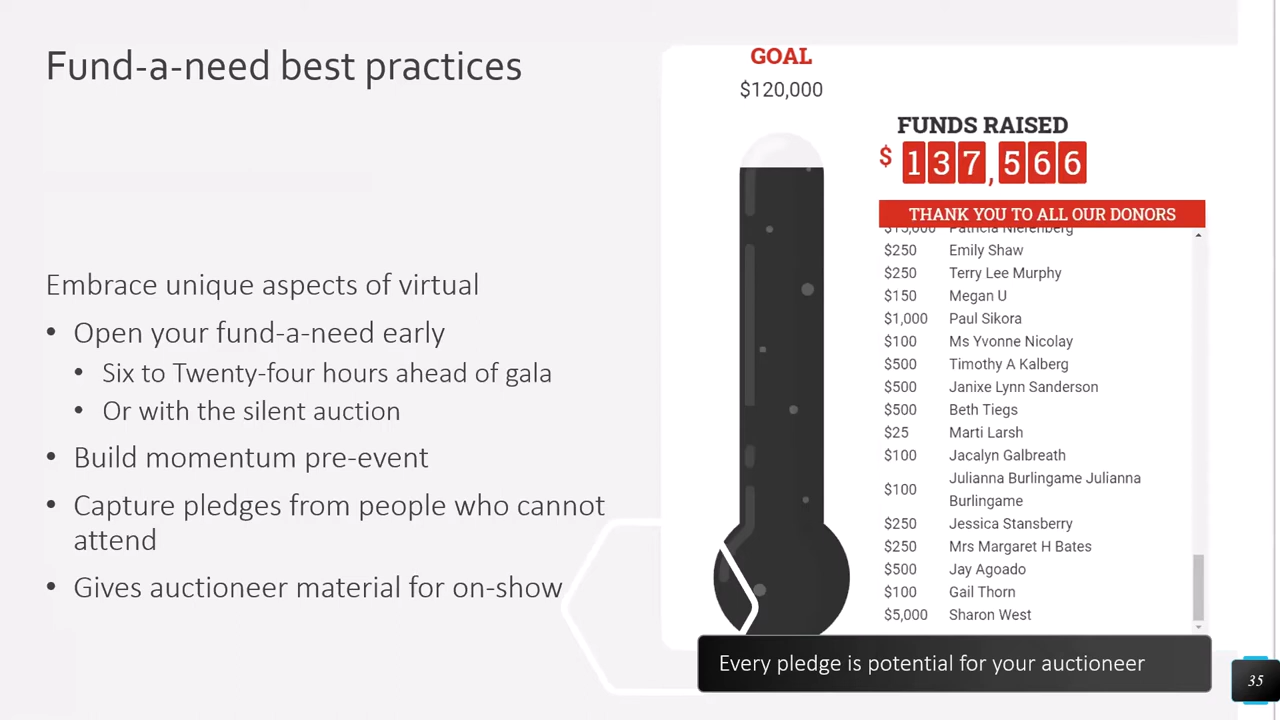 Fund-a-need best practices
Embrace unique aspects of virtual
• Open your fund-a-need early
• Six to Twenty-four hours ahead of gala
• Or with the silent auction
• Build momentum pre-event
• Capture pledges from people who cannot
attend
• Gives auctioneer material for on-show
GOAL
$120,000
FUNDS RAISED
$ 137,566
THANK YOU TO ALL OUR DONORS
$15,000 Patricia Nierenberg
$250 Emily Shaw
$250 Terry Lee Murphy
$150 Megan U
$1,000 Paul Sikora
$100 Ms Yvonne Nicolay
$500 Timothy A Kalberg
$500 Janixe Lynn Sanderson
$500 Beth Tiegs
$25 Marti Larsh
$100 Jacalyn Galbreath
$100 Julianna Burlingame Julianna
Burlingame
$250 Jessica Stansberry
$250 Mrs Margaret H Bates
$500 Jay Agoado
$100 Gail Thorn
$5,000 Sharon West
Every pledge is potential for your auctioneer
35